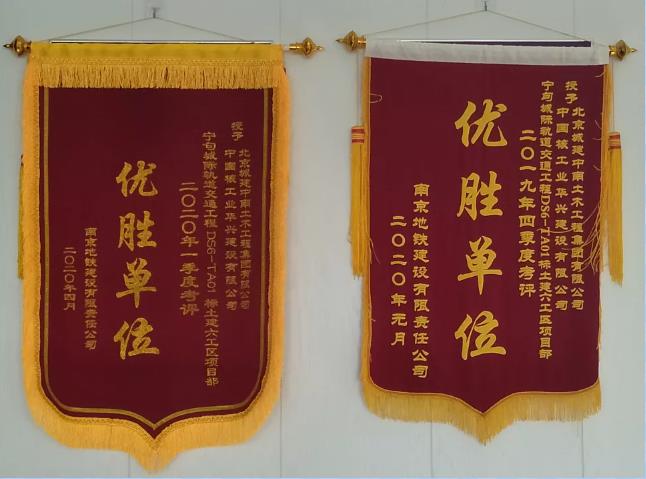 授予
北京城建中南土木工程集团有限公司
中国核工业华兴建设有限公司
宁句城际轨道交通工程DS6-TA01标土建六工区项目部
二〇二〇年一季度考评
优胜单位
南京地铁建设有限责任公司
二〇二〇年四月
授予
北京城建中南土木工程集团有限公司
中国核工业华兴建设有限公司
宁句城际轨道交通工程DS6-TA01标土建六工区项目部
二〇一九年四季度考评
优胜单位
南京地铁建设有限责任公司
二〇二〇年元月